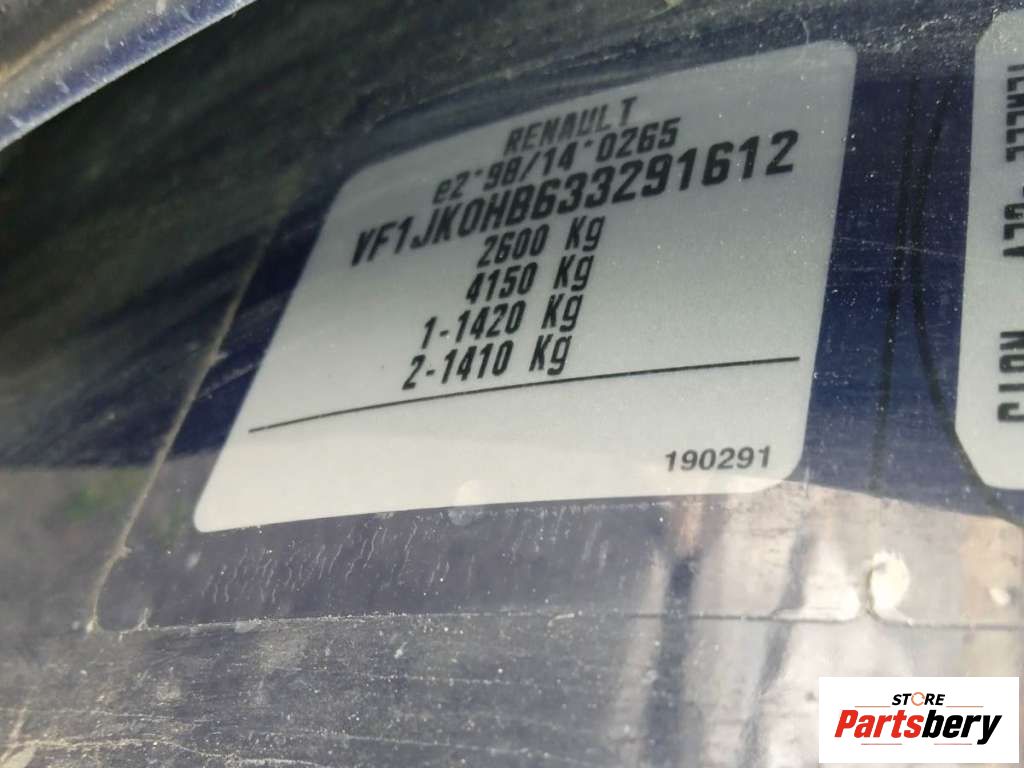 RENAULT
e2*98/14*0265
VF1JK0HB633291612
2600 Kg
4150 Kg
1-1420 Kg
2-1410 Kg
190291
STORE
Partsbery